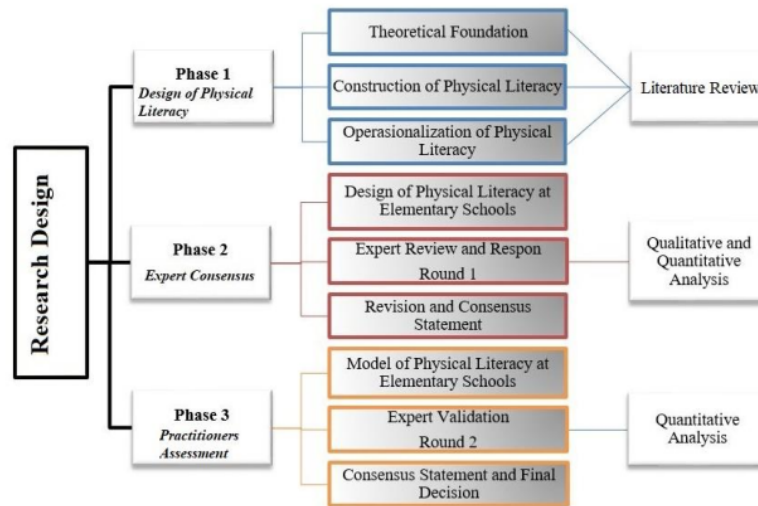 Research Design
Phase 1
Design of Physical
Literacy
Theoretical Foundation
Construction of Physical Literacy
Operasionalization of Physical
Literacy
Literature Review
Phase 2
Expert Consensus
Design of Physical Literacy at
Elementary Schools
Expert Review and Respon
Round 1
Revision and Consensus
Statement
Qualitative and
Quantitative
Analysis
Phase 3
Practitioners
Assessment
Model of Physical Literacy at
Elementary Schools
Expert Validation
Round 2
Consensus Statement and Final
Decision
Quantitative
Analysis